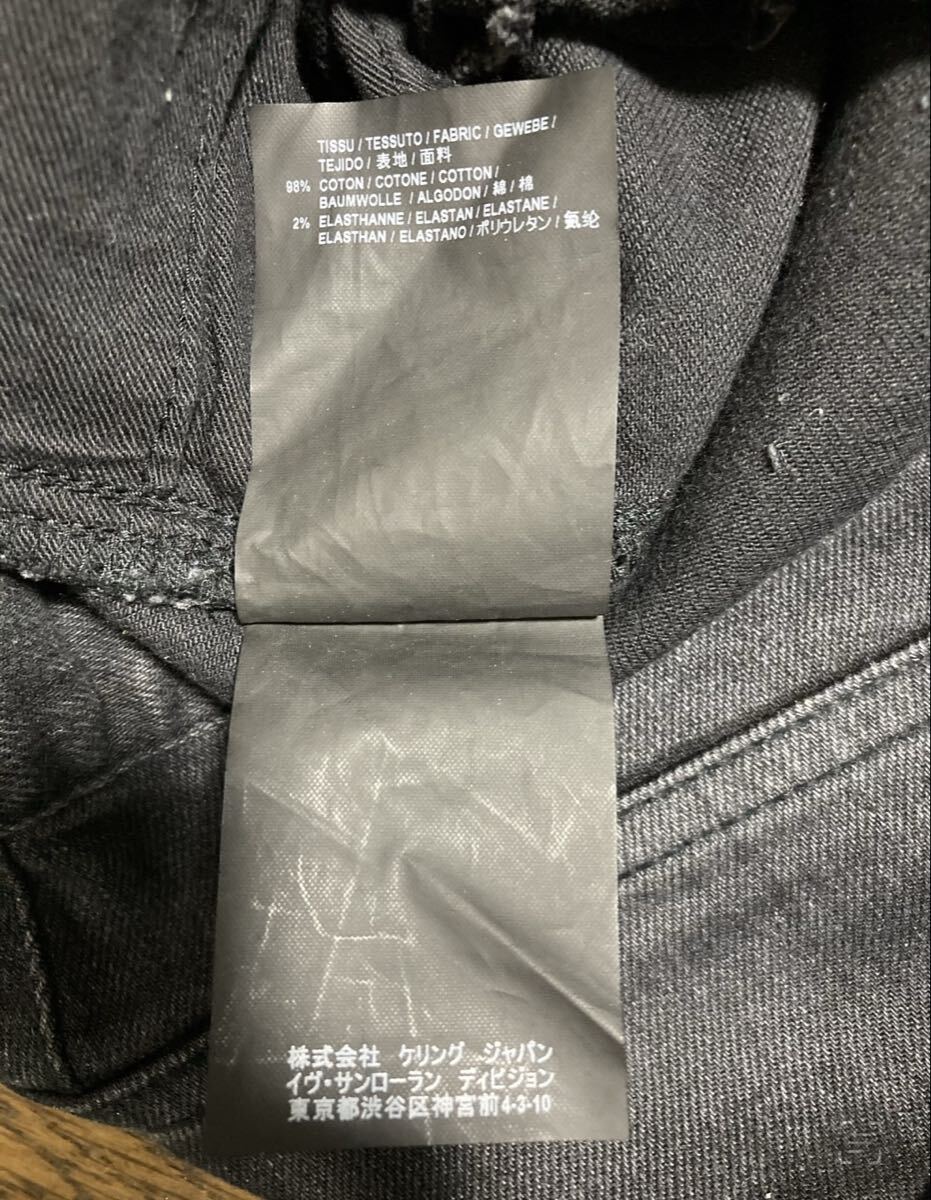 TISSU / TESSUTO / FABRIC / GEWEBE /
TEJIDO / 表地 / 面料
98% COTON / COTONE / COTTON /
BAUMWOLLE / ALGODON / 綿 / 棉
2% ELASTHANNE / ELASTAN / ELASTANE /
ELASTHAN / ELASTANO / ポリウレタン / 氨纶
株式会社 ケリング ジャパン
イヴ・サンローラン ディビジョン
東京都渋谷区神宮前4-3-10